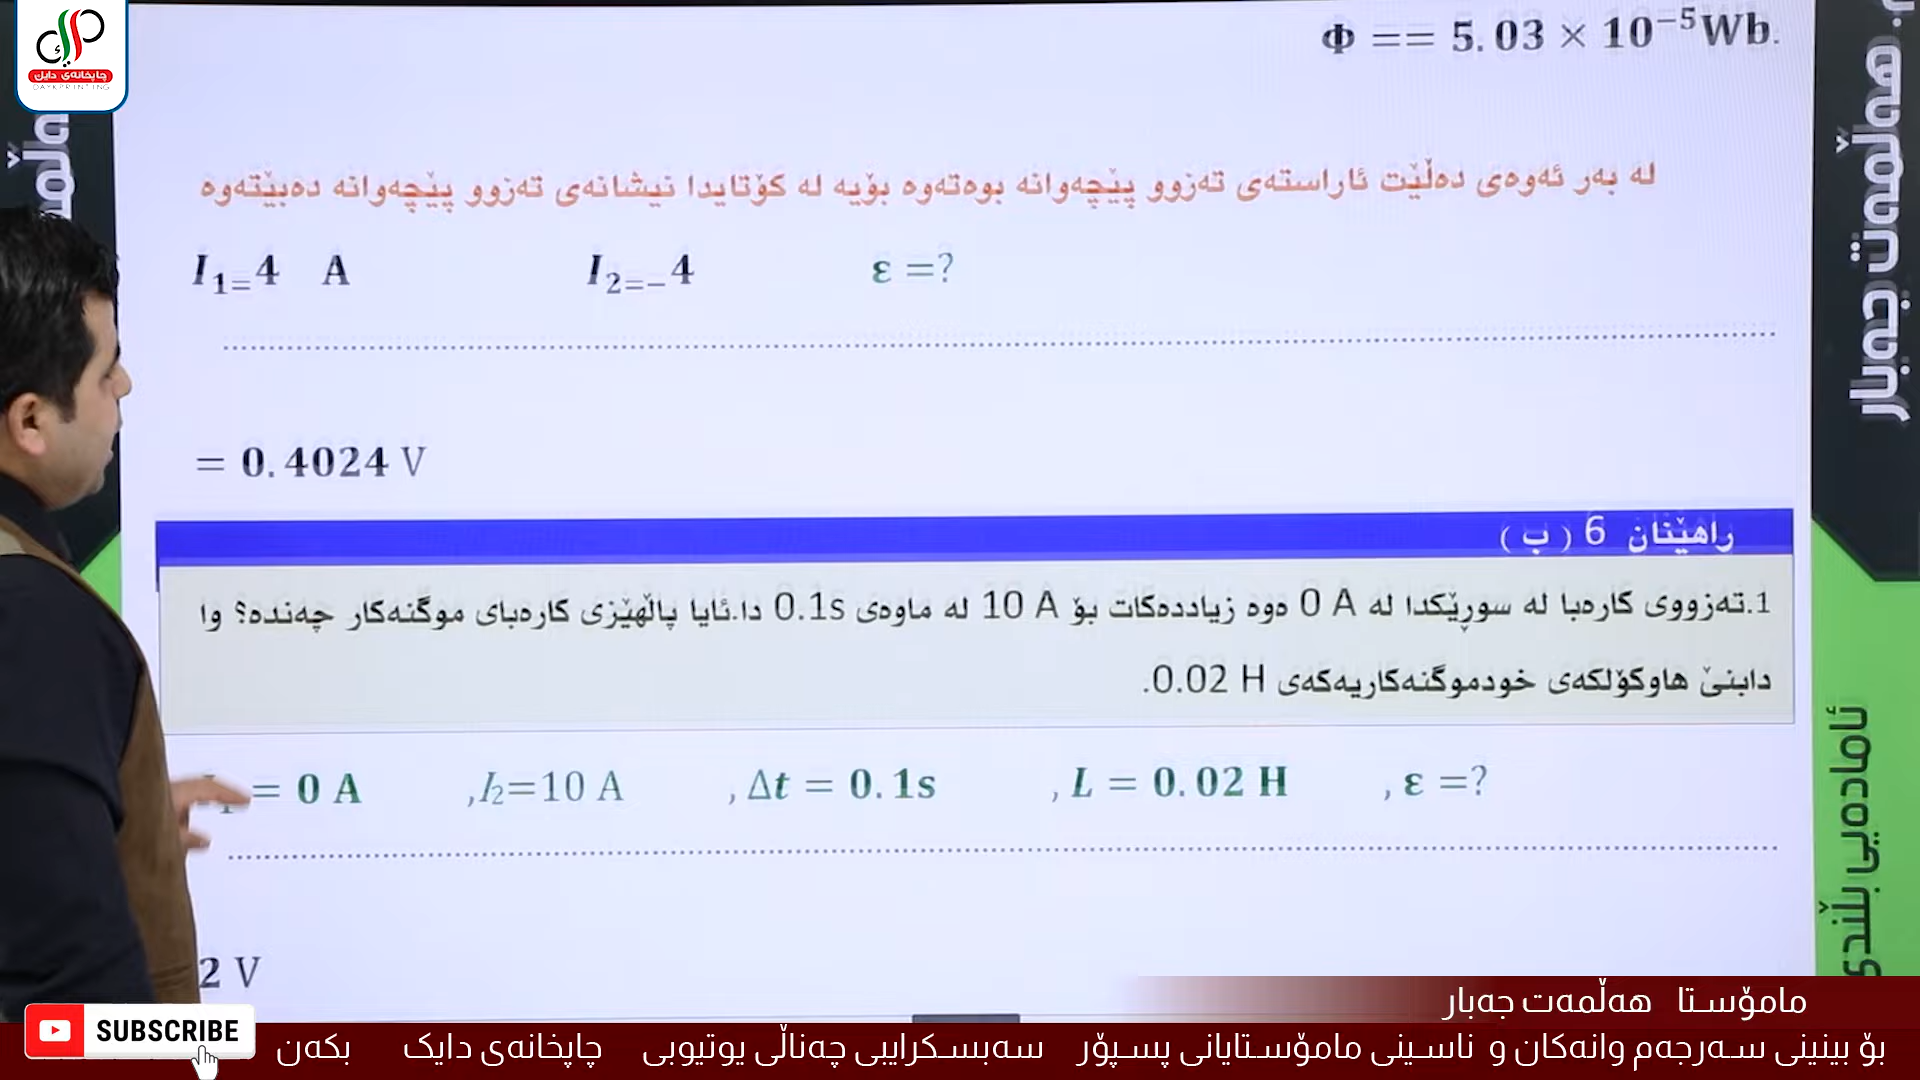 چاپخانەی دایک
DAYKPRINTING
Φ == 5.03 × 10⁻⁵Wb.
لە بەر ئەوەی دەڵێت ئاراستەی تەزوو پێچەوانە بوەتەوە بۆیە لە کۆتایدا نیشانەی تەزوو پێچەوانە دەبێتەوە
I₁₌4 A I₂₌₋4 ε =?
= 0.4024 V
راهێنان 6 ( ب )
1.تەزووی کارەبا لە سوڕێکدا لە 0 A ەوە زیاددەکات بۆ 10 A لە ماوەی 0.1s دا.ئایا پاڵهێزی کارەبای موگنەکار چەندە؟ وا
دابنێ هاوکۆلکەی خودموگنەکاریەکەی 0.02 H.
I₁ = 0 A ,I₂=10 A , Δt = 0.1s , L = 0.02 H , ε =?
2 V
هەڵمەت جەبار
ئامادەیی بڵندی
مامۆستا هەڵمەت جەبار
SUBSCRIBE
بۆ بینینی سەرجەم وانەکان و ناسینی مامۆستایانی پسپۆڕ سەبسکرایبی چەناڵی یوتیوبی چاپخانەی دایک بکەن